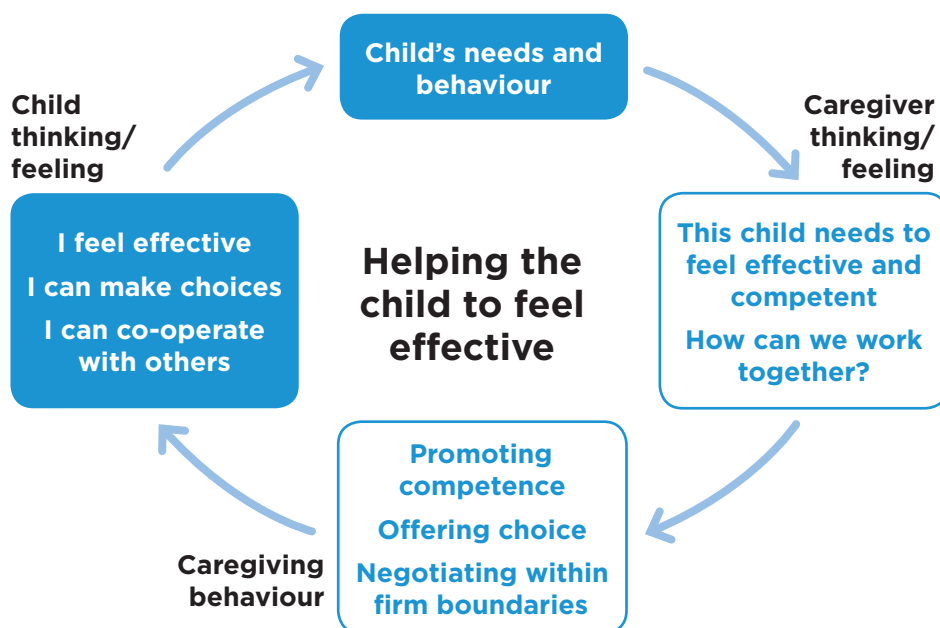 Child's needs and
behaviour
Child
thinking/
feeling
Caregiver
thinking/
feeling
I feel effective
I can make choices
I can co-operate
with others
Helping the
child to feel
effective
This child needs to
feel effective and
competent
How can we work
together?
Promoting
competence
Offering choice
Negotiating within
firm boundaries
Caregiving
behaviour